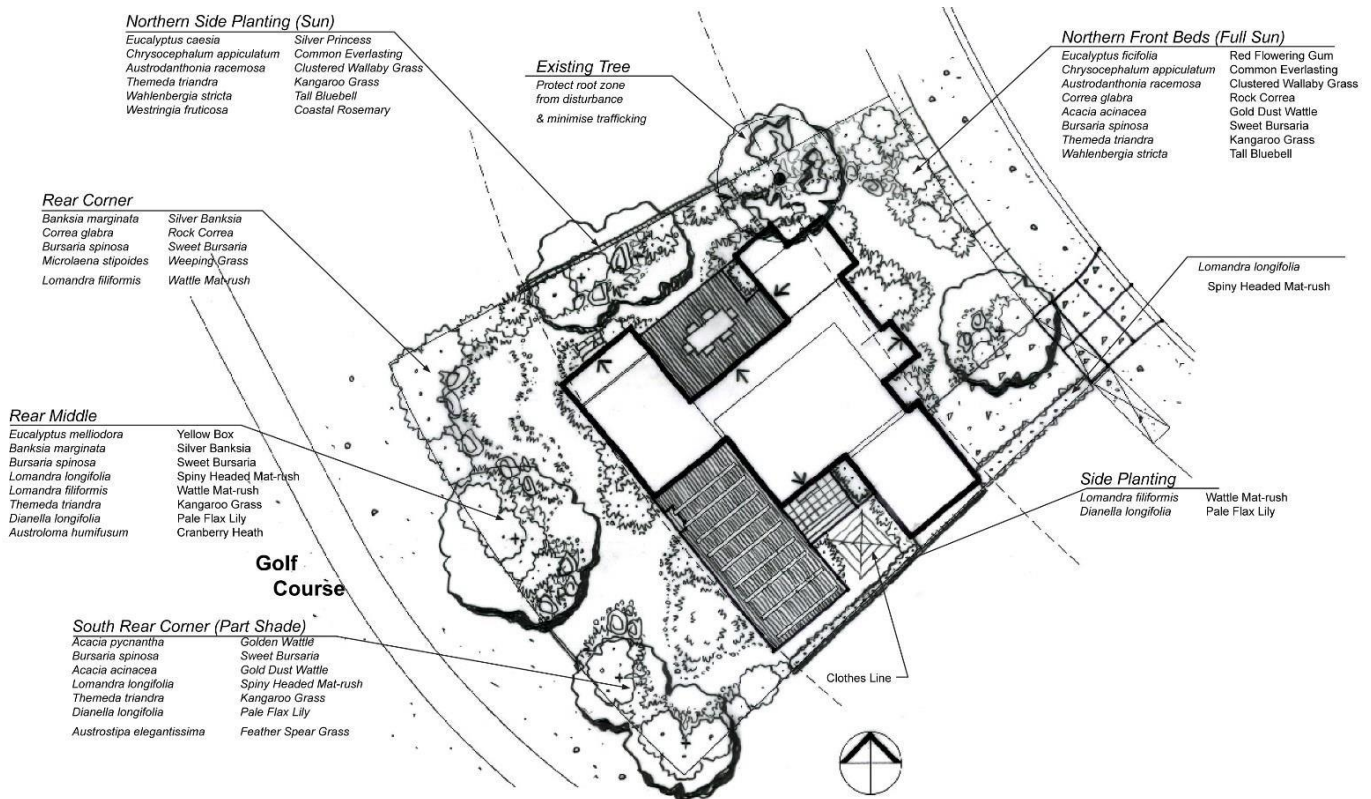 Northern Side Planting (Sun)
Eucalyptus caesia Silver Princess
Chrysocephalum appiculatum Common Everlasting
Austrodanthonia racemosa Clustered Wallaby Grass
Themeda triandra Kangaroo Grass
Wahlenbergia stricta Tall Bluebell
Westringia fruticosa Coastal Rosemary
Existing Tree
Protect root zone
from disturbance
& minimise trafficking
Northern Front Beds (Full Sun)
Eucalyptus ficifolia Red Flowering Gum
Chrysocephalum appiculatum Common Everlasting
Austrodanthonia racemosa Clustered Wallaby Grass
Correa glabra Rock Correa
Acacia acinacea Gold Dust Wattle
Bursaria spinosa Sweet Bursaria
Themeda triandra Kangaroo Grass
Wahlenbergia stricta Tall Bluebell
Rear Corner
Banksia marginata Silver Banksia
Correa glabra Rock Correa
Bursaria spinosa Sweet Bursaria
Microlaena stipoides Weeping Grass
Lomandra filiformis Wattle Mat-rush
Lomandra longifolia
Spiny Headed Mat-rush
Rear Middle
Eucalyptus melliodora Yellow Box
Banksia marginata Silver Banksia
Bursaria spinosa Sweet Bursaria
Lomandra longifolia Spiny Headed Mat-rush
Lomandra filiformis Wattle Mat-rush
Themeda triandra Kangaroo Grass
Dianella longifolia Pale Flax Lily
Austroloma humifusum Cranberry Heath
Side Planting
Lomandra filiformis Wattle Mat-rush
Dianella longifolia Pale Flax Lily
Golf
Course
South Rear Corner (Part Shade)
Acacia pycnantha Golden Wattle
Bursaria spinosa Sweet Bursaria
Acacia acinacea Gold Dust Wattle
Lomandra longifolia Spiny Headed Mat-rush
Themeda triandra Kangaroo Grass
Dianella longifolia Pale Flax Lily
Austrostipa elegantissima Feather Spear Grass
Clothes Line